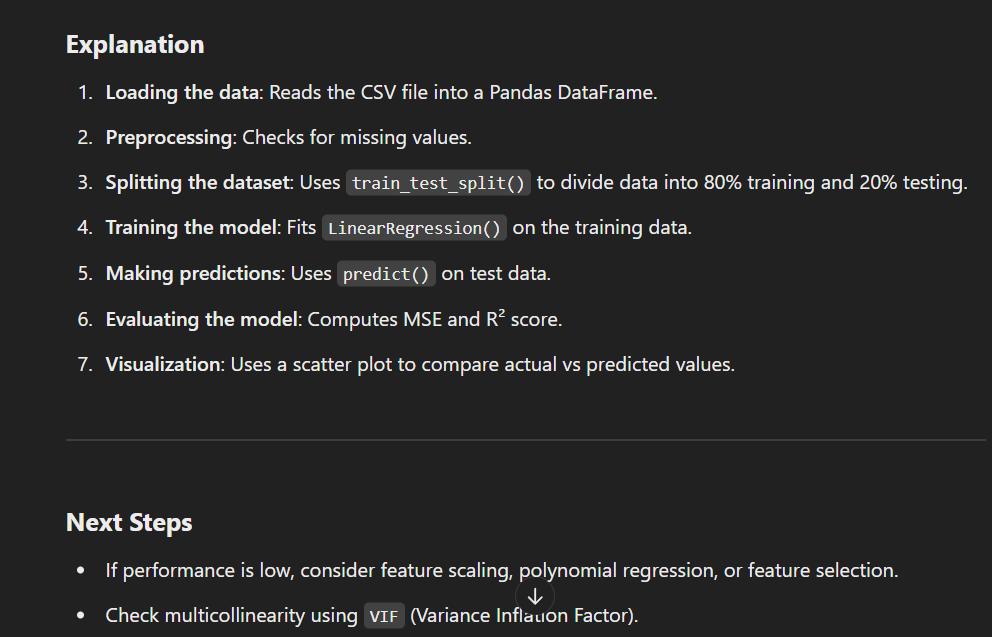 Explanation
1. Loading the data: Reads the CSV file into a Pandas DataFrame.
2. Preprocessing: Checks for missing values.
3. Splitting the dataset: Uses train_test_split() to divide data into 80% training and 20% testing.
4. Training the model: Fits LinearRegression() on the training data.
5. Making predictions: Uses predict() on test data.
6. Evaluating the model: Computes MSE and R² score.
7. Visualization: Uses a scatter plot to compare actual vs predicted values.
Next Steps
• If performance is low, consider feature scaling, polynomial regression, or feature selection.
• Check multicollinearity using VIF (Variance Inflation Factor).